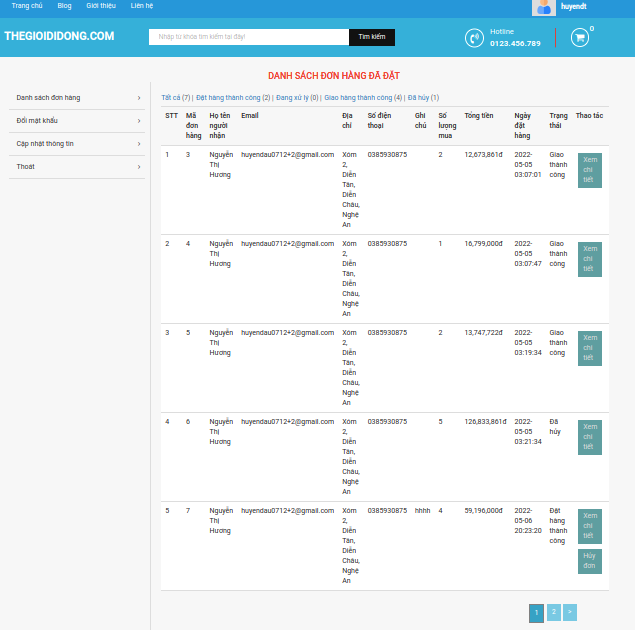 Trang chủ Blog Giới thiệu Liên hệ huyendt
THEGIOIDIDONG.COM Nhập từ khóa tìm kiếm tại đây! Tìm kiếm Hotline 0123.456.789 0
DANH SÁCH ĐƠN HÀNG ĐÃ ĐẶT
Danh sách đơn hàng ›
Đổi mật khẩu ›
Cập nhật thông tin ›
Thoát ›
Tất cả (7) | Đặt hàng thành công (2) | Đang xử lý (0) | Giao hàng thành công (4) | Đã hủy (1)
STT Mã đơn hàng Họ tên người nhận Email Địa chỉ Số điện thoại Ghi chú Số lượng mua Tổng tiền Ngày đặt hàng Trạng thái Thao tác
1 3 Nguyễn Thị Hương huyendau0712+2@gmail.com Xóm 2, Diễn Tân, Diễn Châu, Nghệ An 0385930875 2 12,673,861đ 2022-05-05 03:07:01 Giao thành công Xem chi tiết
2 4 Nguyễn Thị Hương huyendau0712+2@gmail.com Xóm 2, Diễn Tân, Diễn Châu, Nghệ An 0385930875 1 16,799,000đ 2022-05-05 03:07:47 Giao thành công Xem chi tiết
3 5 Nguyễn Thị Hương huyendau0712+2@gmail.com Xóm 2, Diễn Tân, Diễn Châu, Nghệ An 0385930875 2 13,747,722đ 2022-05-05 03:19:34 Giao thành công Xem chi tiết
4 6 Nguyễn Thị Hương huyendau0712+2@gmail.com Xóm 2, Diễn Tân, Diễn Châu, Nghệ An 0385930875 5 126,833,861đ 2022-05-05 03:21:34 Đã hủy Xem chi tiết
5 7 Nguyễn Thị Hương huyendau0712+2@gmail.com Xóm 2, Diễn Tân, Diễn Châu, Nghệ An 0385930875 hhhh 4 59,196,000đ 2022-05-06 20:23:20 Đặt hàng thành công Xem chi tiết Hủy đơn
1 2 »